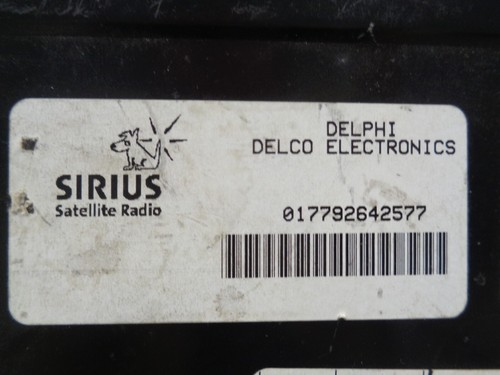 DELPHI
DELCO ELECTRONICS
SIRIUS
Satellite Radio
017792642577